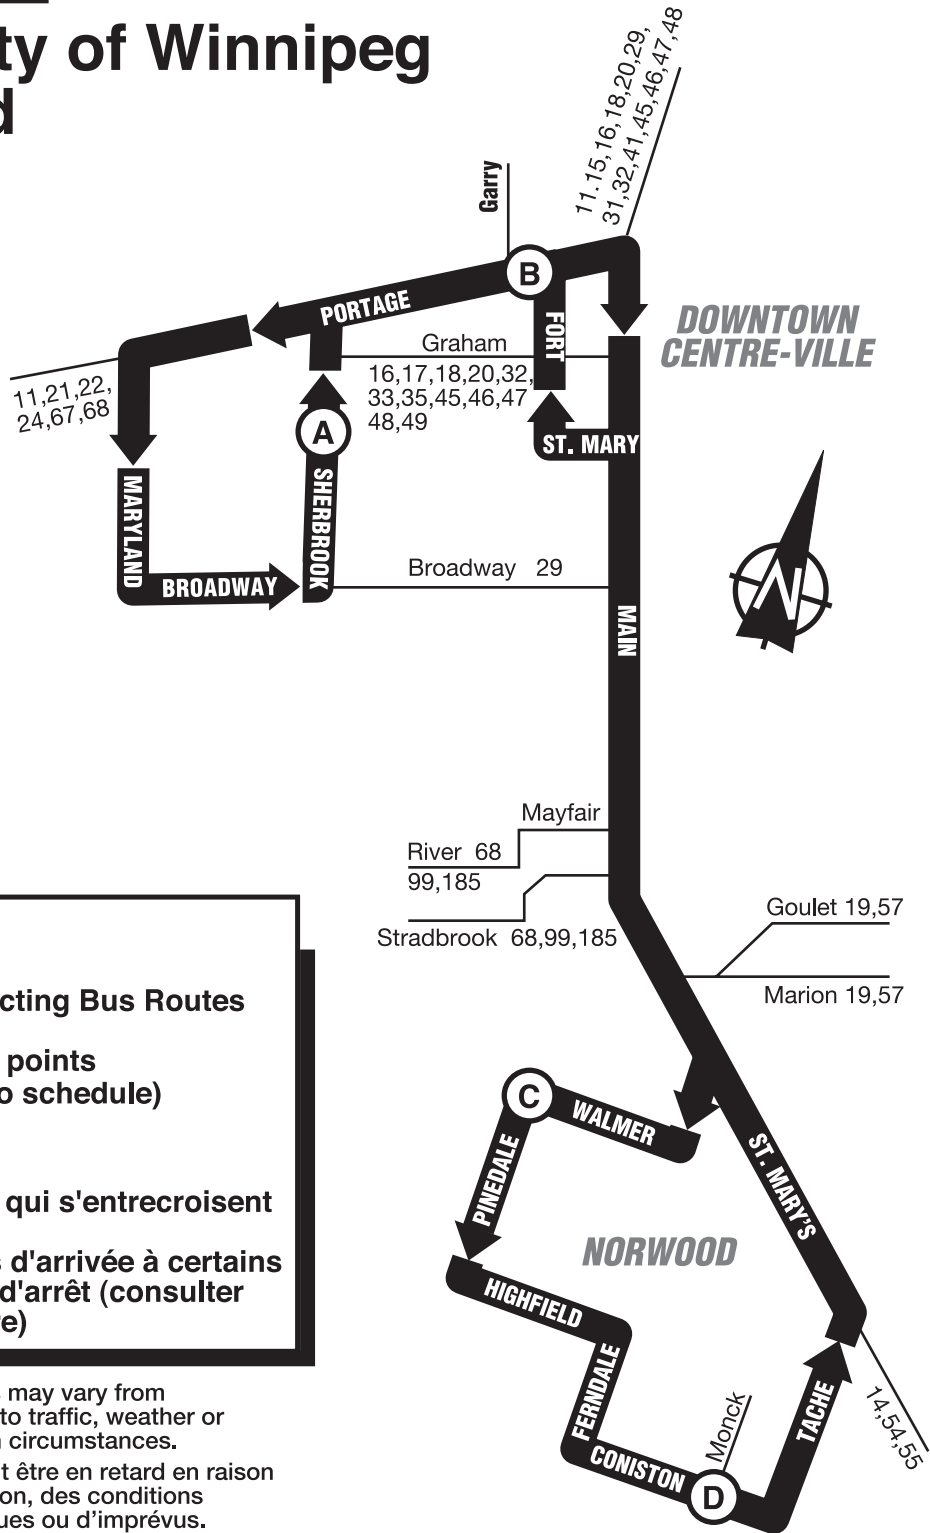 ty of Winnipeg
d
11.15,16,18,20,29,
31,32,41,45,46,47,48
Garry
B
PORTAGE
FORT
DOWNTOWN
CENTRE-VILLE
Graham
16,17,18,20,32,
33,35,45,46,47
48,49
11,21,22,
24,67,68
A
ST. MARY
MARYLAND
SHERBROOK
BROADWAY
Broadway 29
N
MAIN
Mayfair
River 68
99,185
Stradbrook 68,99,185
Goulet 19,57
Marion 19,57
cting Bus Routes
points
o schedule)
qui s'entrecroisent
s d'arrivée à certains
d'arrêt (consulter
re)
C
WALMER
PINEDALE
ST. MARY'S
NORWOOD
HIGHFIELD
FERNDALE
CONISTON
Monck
D
TACHE
14,54,55
s may vary from
to traffic, weather or
n circumstances.
t être en retard en raison
on, des conditions
ques ou d'imprévus.